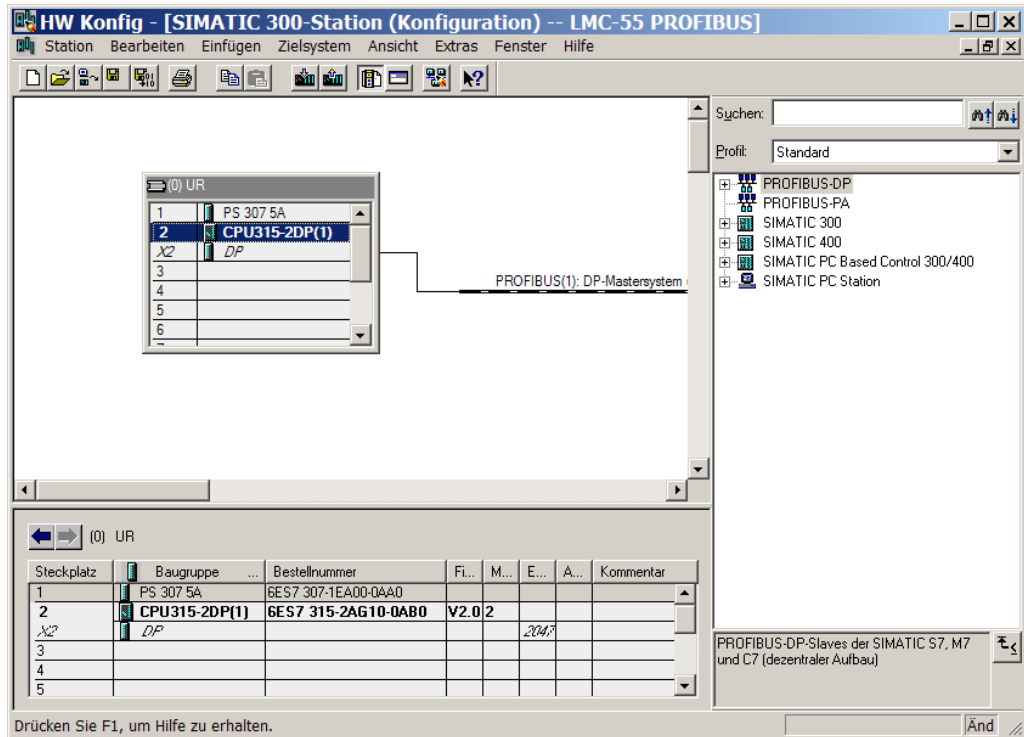 HW Konfig - [SIMATIC 300-Station (Konfiguration) -- LMC-55 PROFIBUS]
Station Bearbeiten Einfügen Zielsystem Ansicht Extras Fenster Hilfe
(0) UR
1 PS 307 5A
2 CPU315-2DP(1)
X2 DP
3
4
5
6
PROFIBUS(1): DP-Mastersystem
Suchen:
Profil: Standard
PROFIBUS-DP
PROFIBUS-PA
SIMATIC 300
SIMATIC 400
SIMATIC PC Based Control 300/400
SIMATIC PC Station
(0) UR
Steckplatz Baugruppe ... Bestellnummer Fi... M... E... A... Kommentar
1 PS 307 5A 6ES7 307-1EA00-0AA0
2 CPU315-2DP(1) 6ES7 315-2AG10-0AB0 V2.0 2
X2 DP 2047
3
4
5
PROFIBUS-DP-Slaves der SIMATIC S7, M7
und C7 (dezentraler Aufbau)
Drücken Sie F1, um Hilfe zu erhalten. Änd